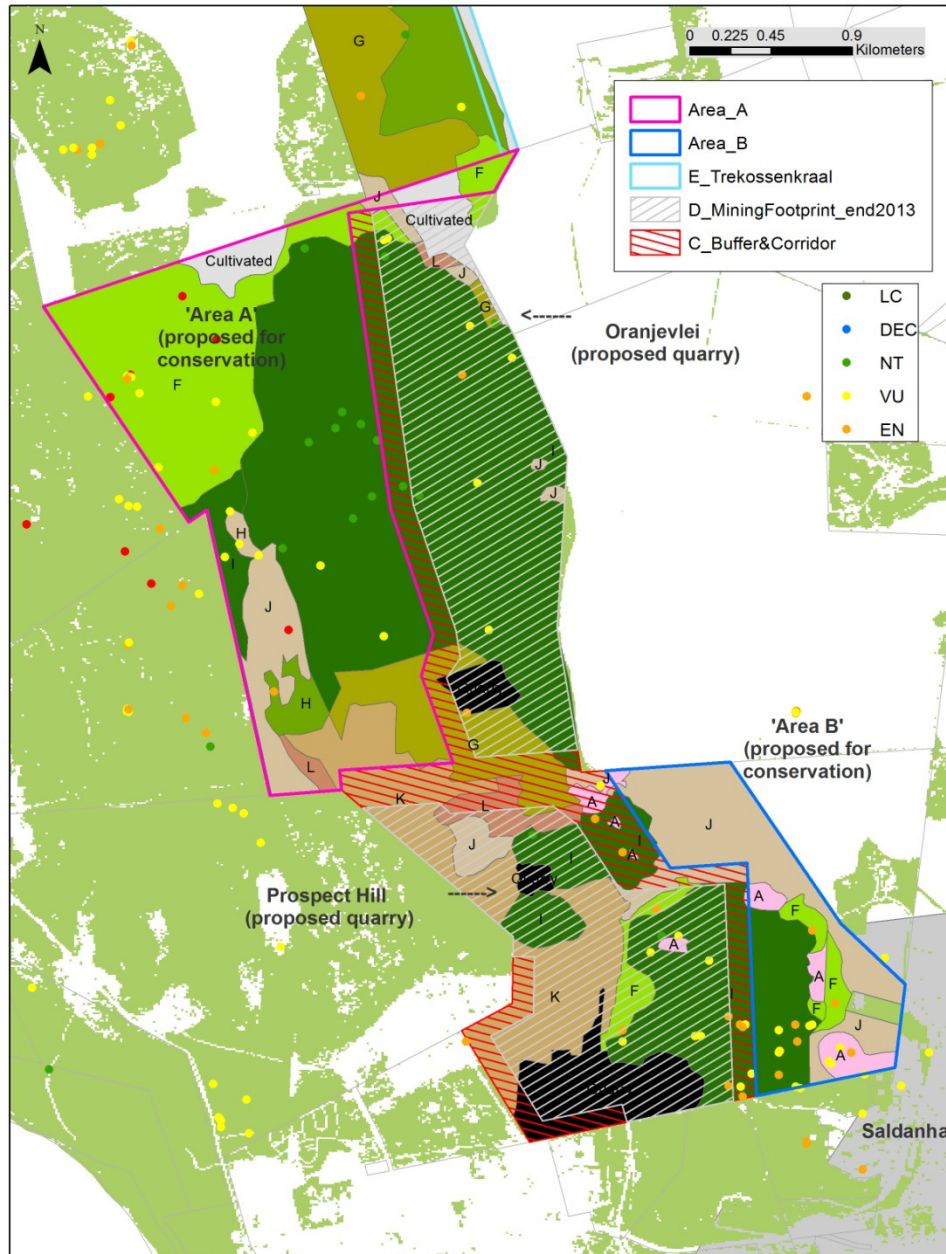 N
0 0.225 0.45 0.9
Kilometers
Area_A
Area_B
E_Trekossenkraal
D_MiningFootprint_end2013
C_Buffer&Corridor
LC
DEC
NT
VU
EN
G
F
J
Cultivated
Cultivated
L
J
G
'Area A'
(proposed for
conservation)
F
<------
Oranjevlei
(proposed quarry)
I
J
J
H
I
J
H
L
G
'Area B'
(proposed for
conservation)
K
L
J
A
A
A
I
J
J
I
I
Prospect Hill
(proposed quarry)
------>
K
A
F
I
A
F
A
F
F
J
A
Saldanha